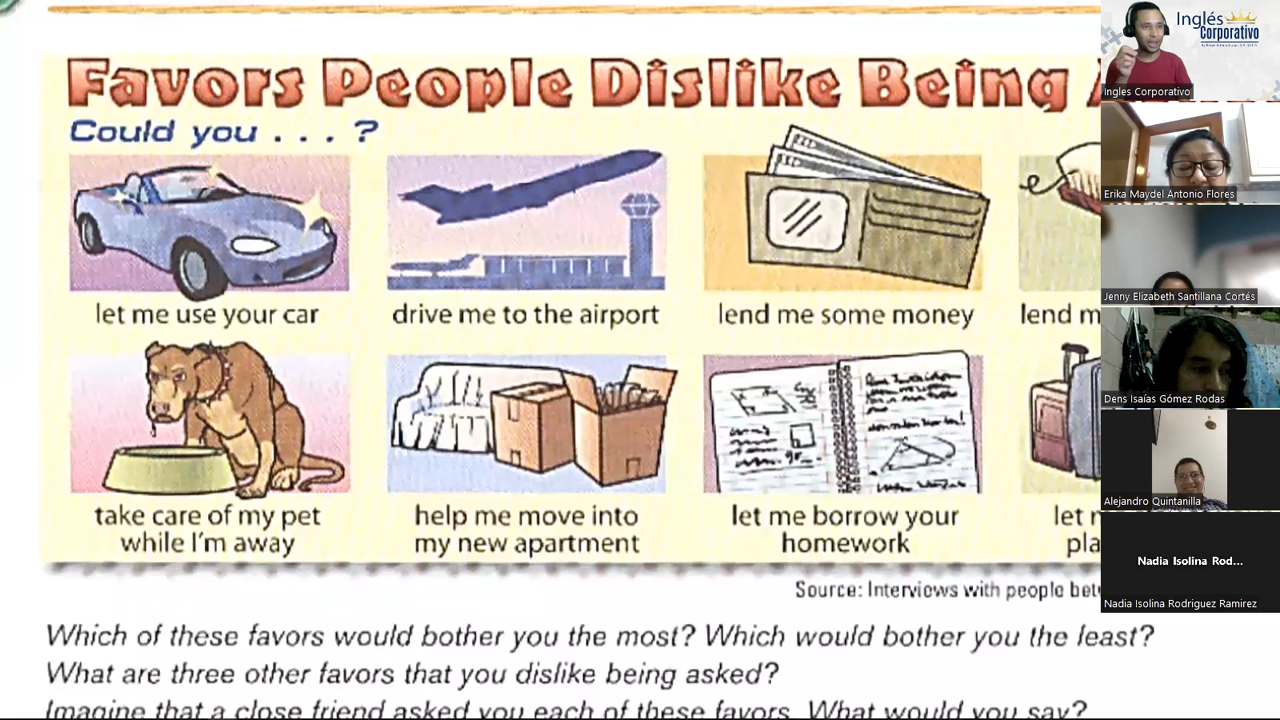 Favors People Dislike Being
Could you . . . ?
let me use your car
drive me to the airport
lend me some money
lend m
take care of my pet
while I'm away
help me move into
my new apartment
let me borrow your
homework
let
pla
Source: Interviews with people bet
Which of these favors would bother you the most? Which would bother you the least?
What are three other favors that you dislike being asked?
Imagine that a close friend asked you each of these favors. What would you say?
Inglés
Corporativo
Ingles Corporativo
Erika Maydel Antonio Flores
Jenny Elizabeth Santillana Cortés
Dens Isaías Gómez Rodas
Alejandro Quintanilla
Nadia Isolina Rod...
Nadia Isolina Rodriguez Ramirez